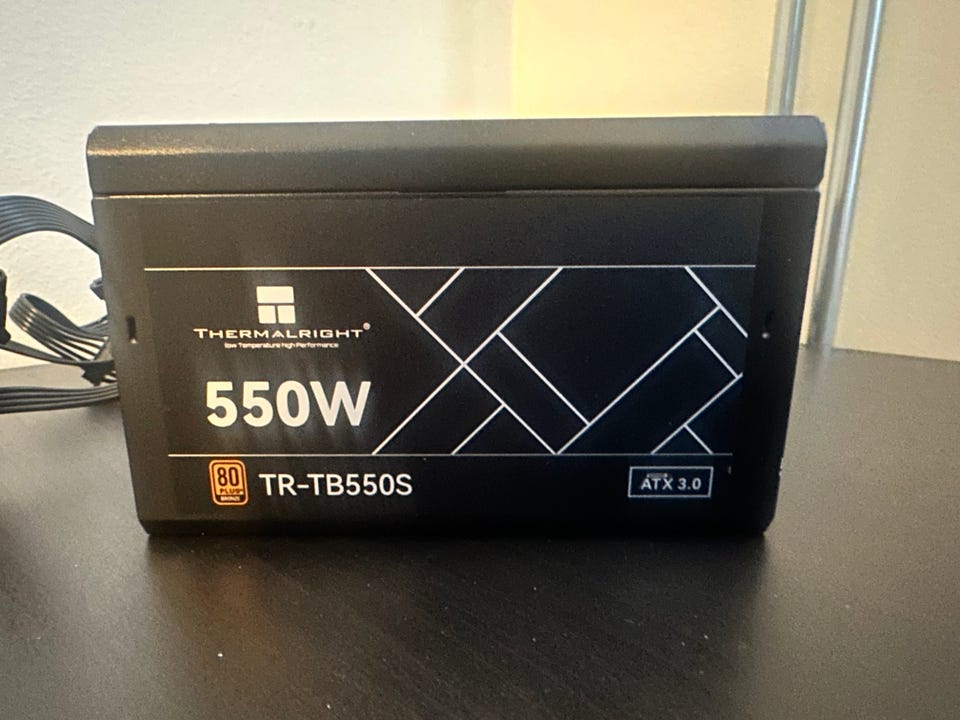 THERMALRIGHT®
low Temperature high Performance
550W
80
PLUS®
BRONZE
TR-TB550S
ATX 3.0